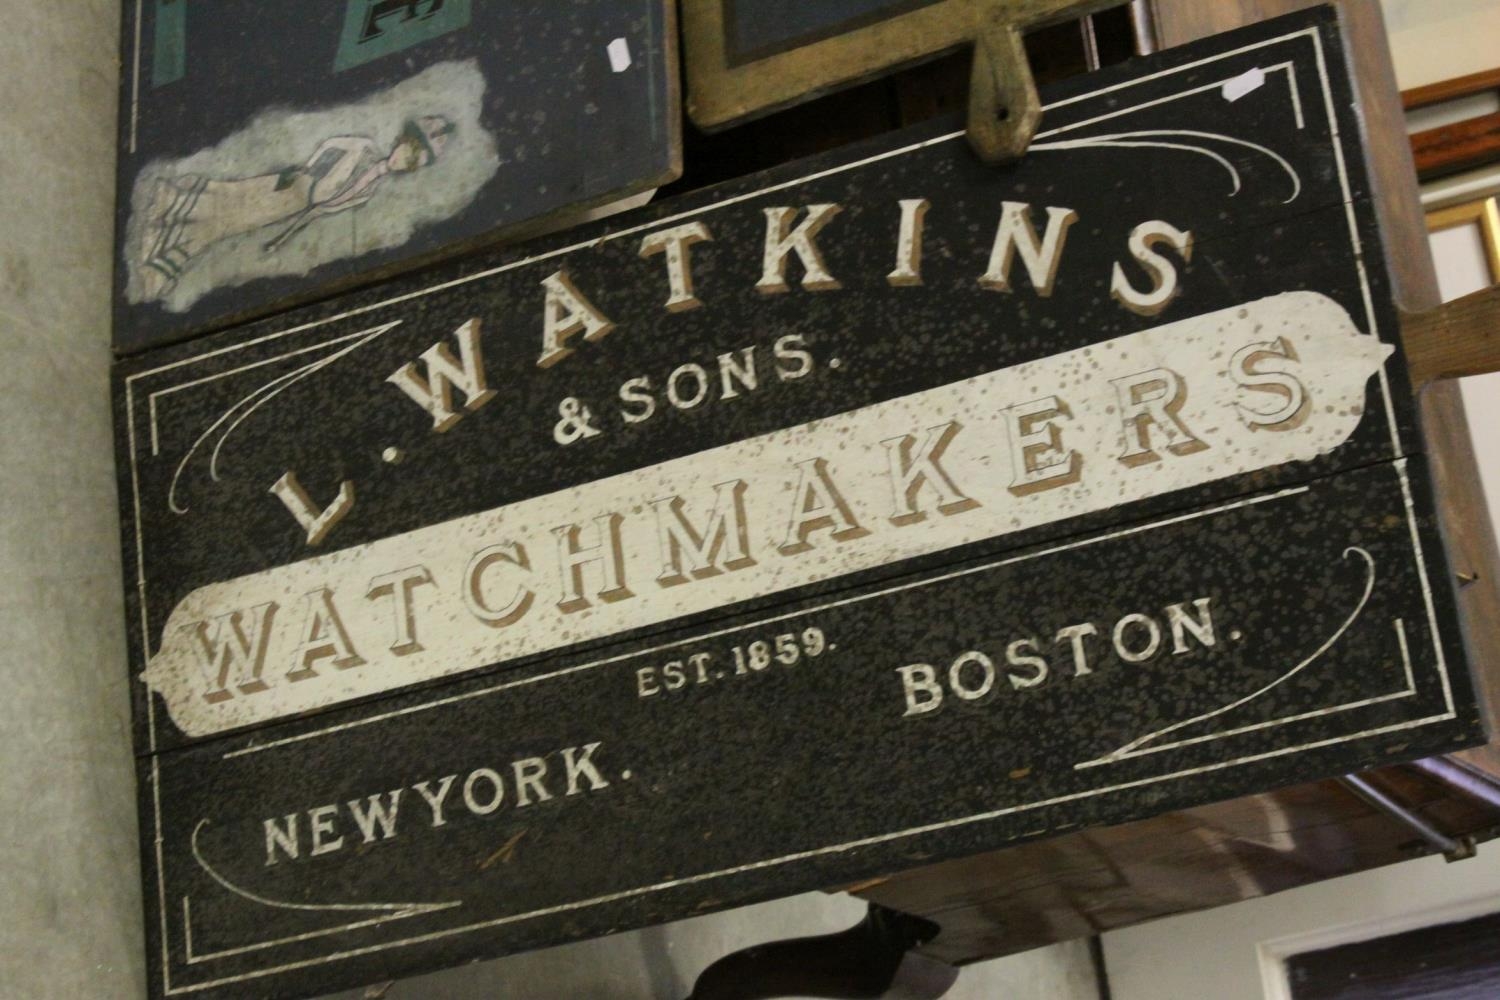 L. WATKINS
& SONS.
WATCHMAKERS
EST. 1859.
NEWYORK. BOSTON.